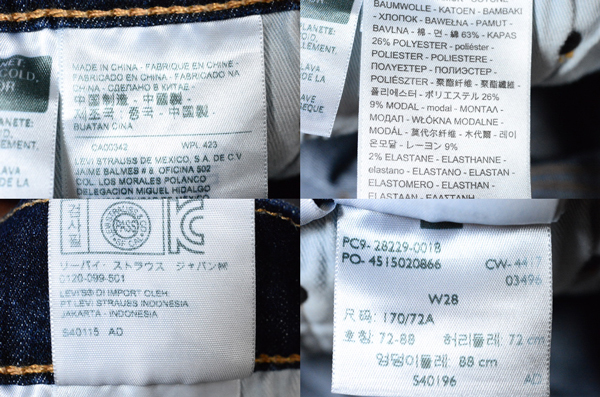 PLANETE:
MADE IN CHINA - FABRIQUE EN CHINE -
FABRICADO EN CHINA - FABRICADO NA
CHINA - СДЕЛАНО В КИТАЕ -
中国制造 - 中國製 - 中国製
제조국: 중국 - 中國製
BUATAN CINA
CA00342 WPL 423
LEVI STRAUSS DE MEXICO, S.A. DE C.V
JAIME BALMES # 8 OFICINA 502
COL LOS MORALES POLANCO
DELEGACION MIGUEL HIDALGO
BAUMWOLLE - KATOEN - BAMBAKI
- ХЛОПОК - BAWEŁNA - PAMUT -
BAVLNA - 棉 - 면 - 綿 63% - KAPAS
26% POLYESTER - poliéster -
POLIESTER - POLIESTERE -
ПОЛИЭСТЕР -
POLIÉSZTER - 聚酯纤维 - 聚酯纖維 -
폴리에스터 - ポリエステル 26%
9% MODAL - modal -
MODÁL - WŁÓKNA MODALNE -
MODÁL - 莫代尔纤维 - 木代爾 - 레이
온모달 - レーヨン 9%
2% ELASTANE - ELASTHANNE -
elastano - ELASTANO - ELASTAN -
ELASTOMERO - ELASTHAN -
검사필
PASS
リーバイ・ストラウス ジャパン㈱
0120-099-501
LEVI'S® DI IMPORT OLEH:
PT. LEVI STRAUSS INDONESIA
JAKARTA - INDONESIA
S40115 AD
PC9- 28229-0018
PO- 4515020866 CW- 4417
03496
W28
尺码: 170/72A
호칭: 72-88 허리둘레: 72 cm
엉덩이둘레: 88 cm
S40196 AD